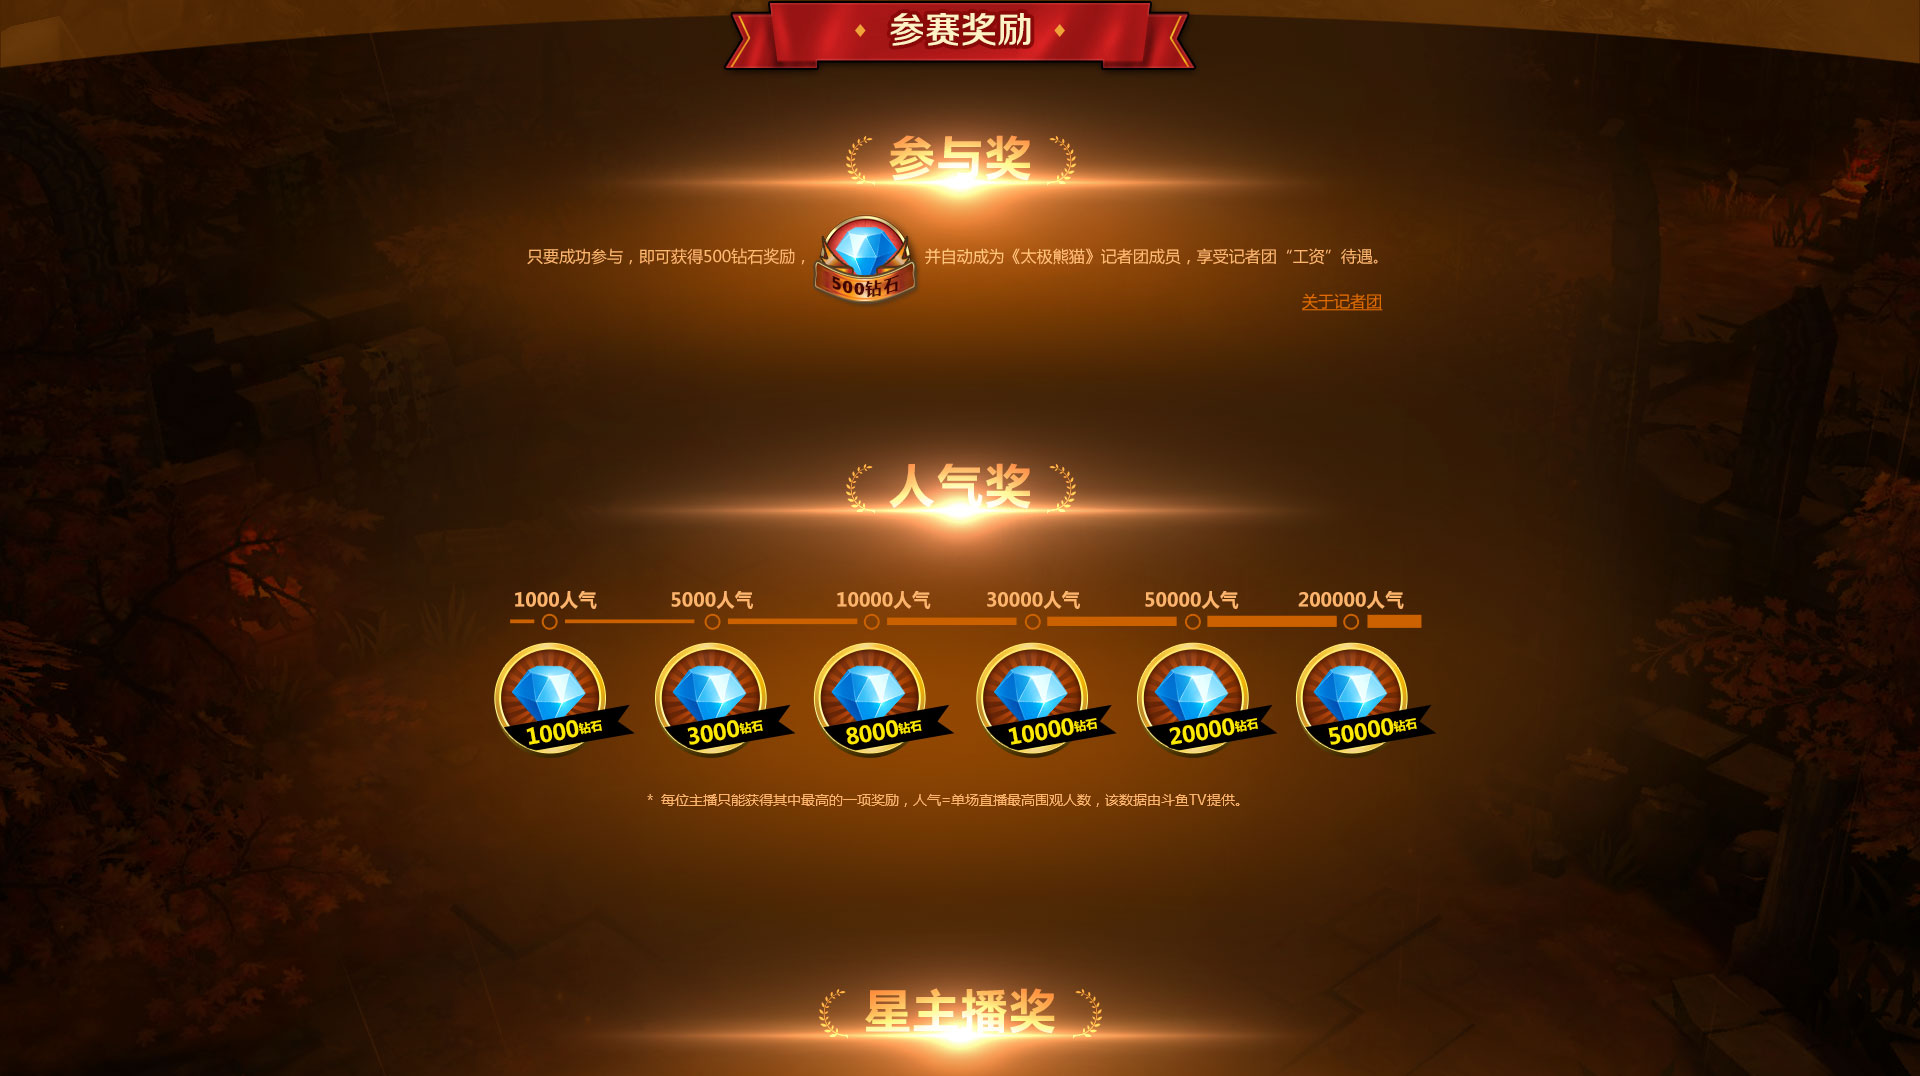 参赛奖励
参与奖
只要成功参与，即可获得500钻石奖励，
500钻石
并自动成为《太极熊猫》记者团成员，享受记者团“工资”待遇。
关于记者团
人气奖
1000人气 5000人气 10000人气 30000人气 50000人气 200000人气
1000钻石 3000钻石 8000钻石 10000钻石 20000钻石 50000钻石
* 每位主播只能获得其中最高的一项奖励，人气=单场直播最高围观人数，该数据由斗鱼TV提供。
星主播奖